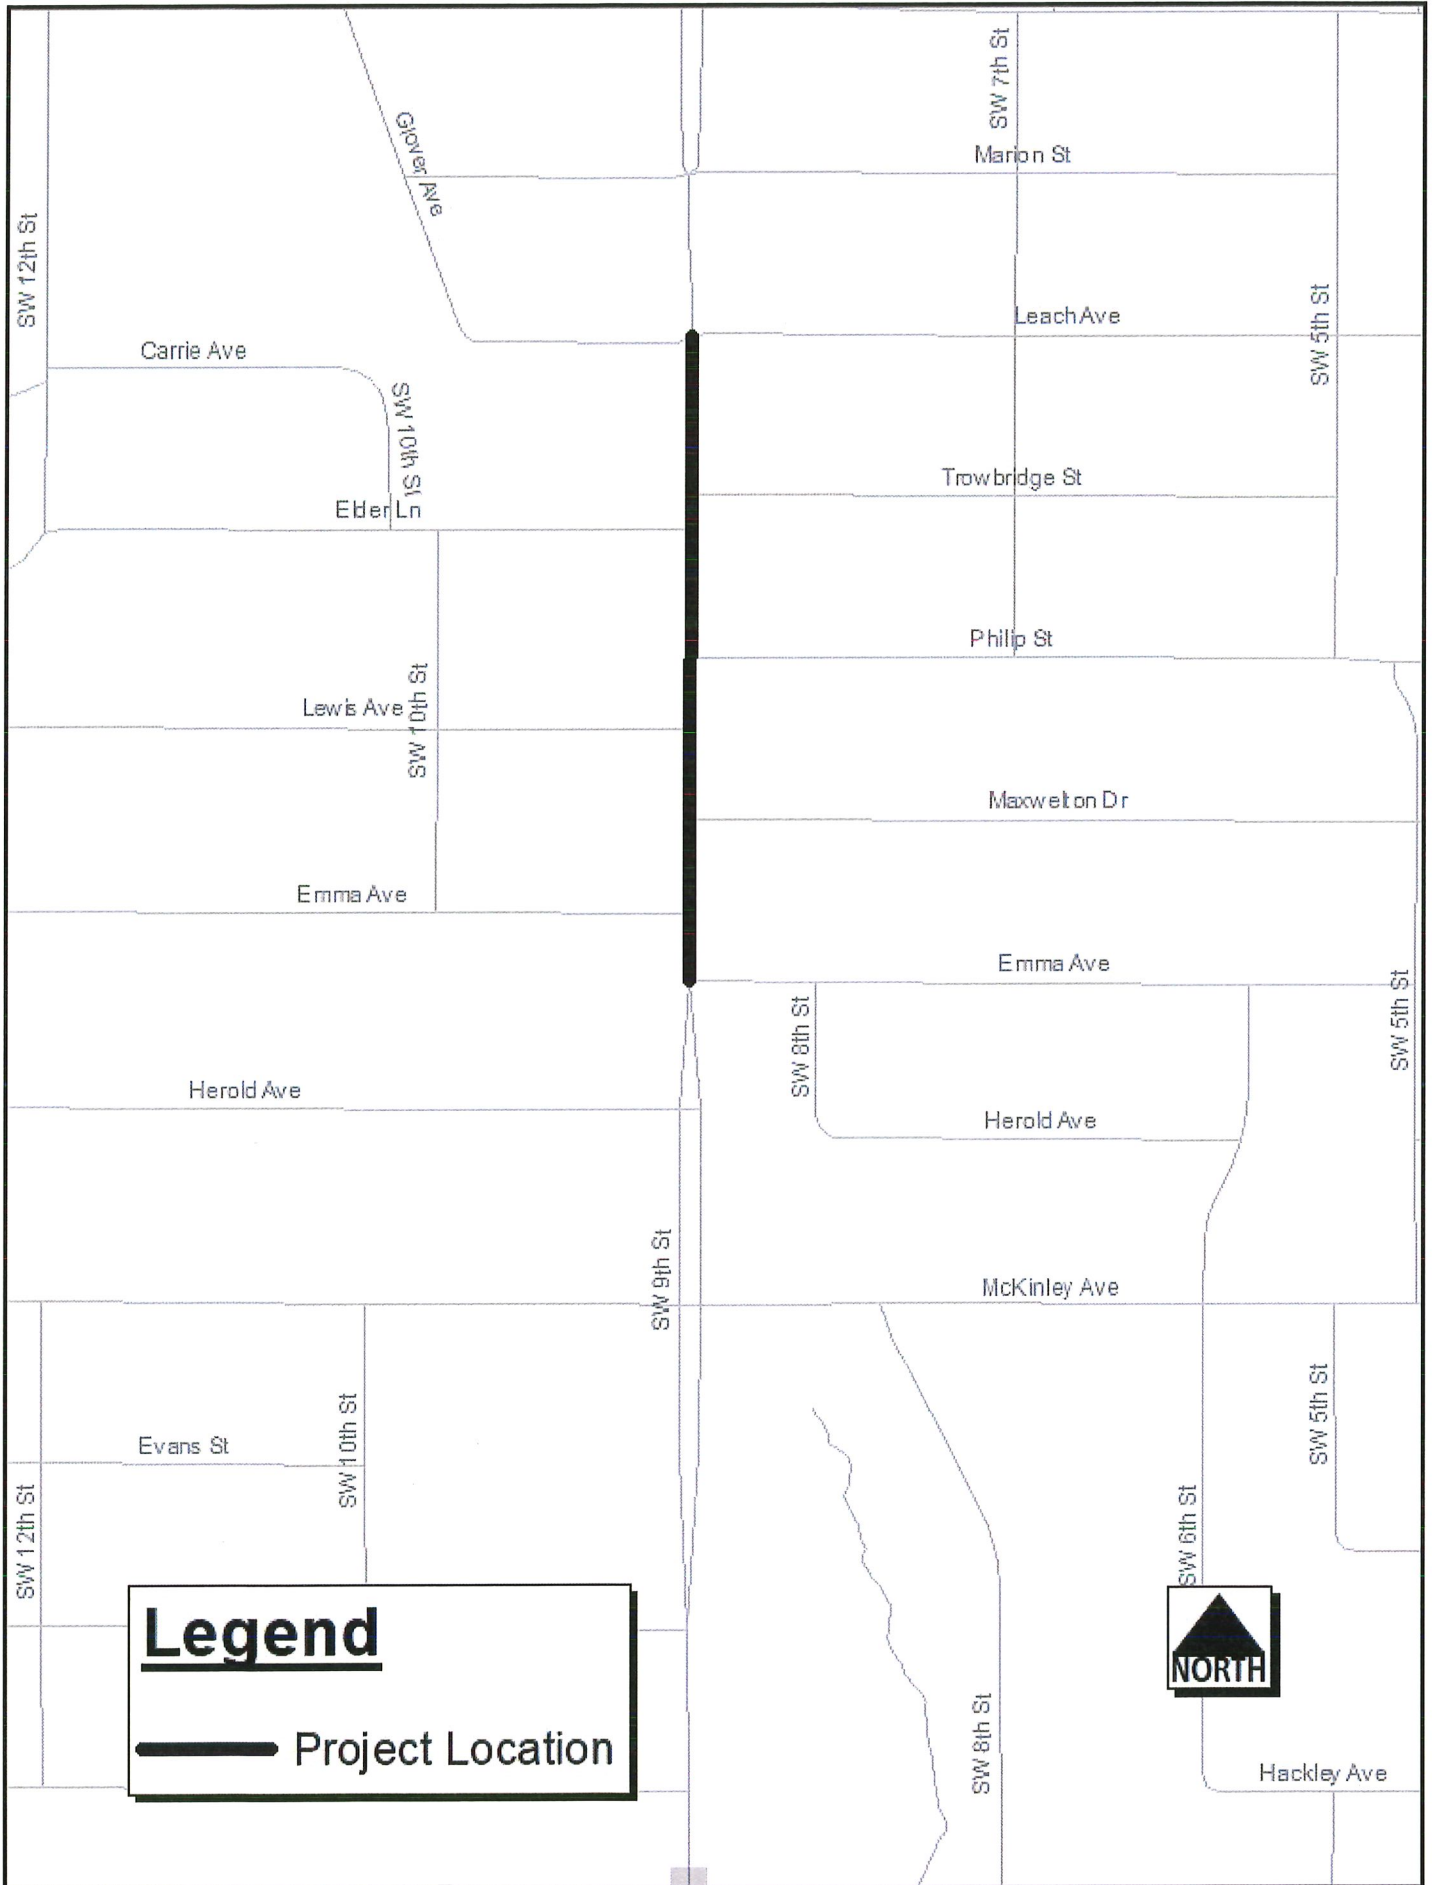 SW 7th St
Glover Ave
Marion St
SW 12th St
Leach Ave
SW 5th St
Carrie Ave
SW 10th St
Trowbridge St
Elder Ln
Philip St
SW 10th St
Lewis Ave
Maxwelton Dr
Emma Ave
Emma Ave
SW 5th St
SW 8th St
Herold Ave
Herold Ave
SW 9th St
McKinley Ave
SW 10th St
SW 5th St
Evans St
SW 12th St
SW 6th St
Legend
NORTH
Project Location
SW 8th St
Hackley Ave